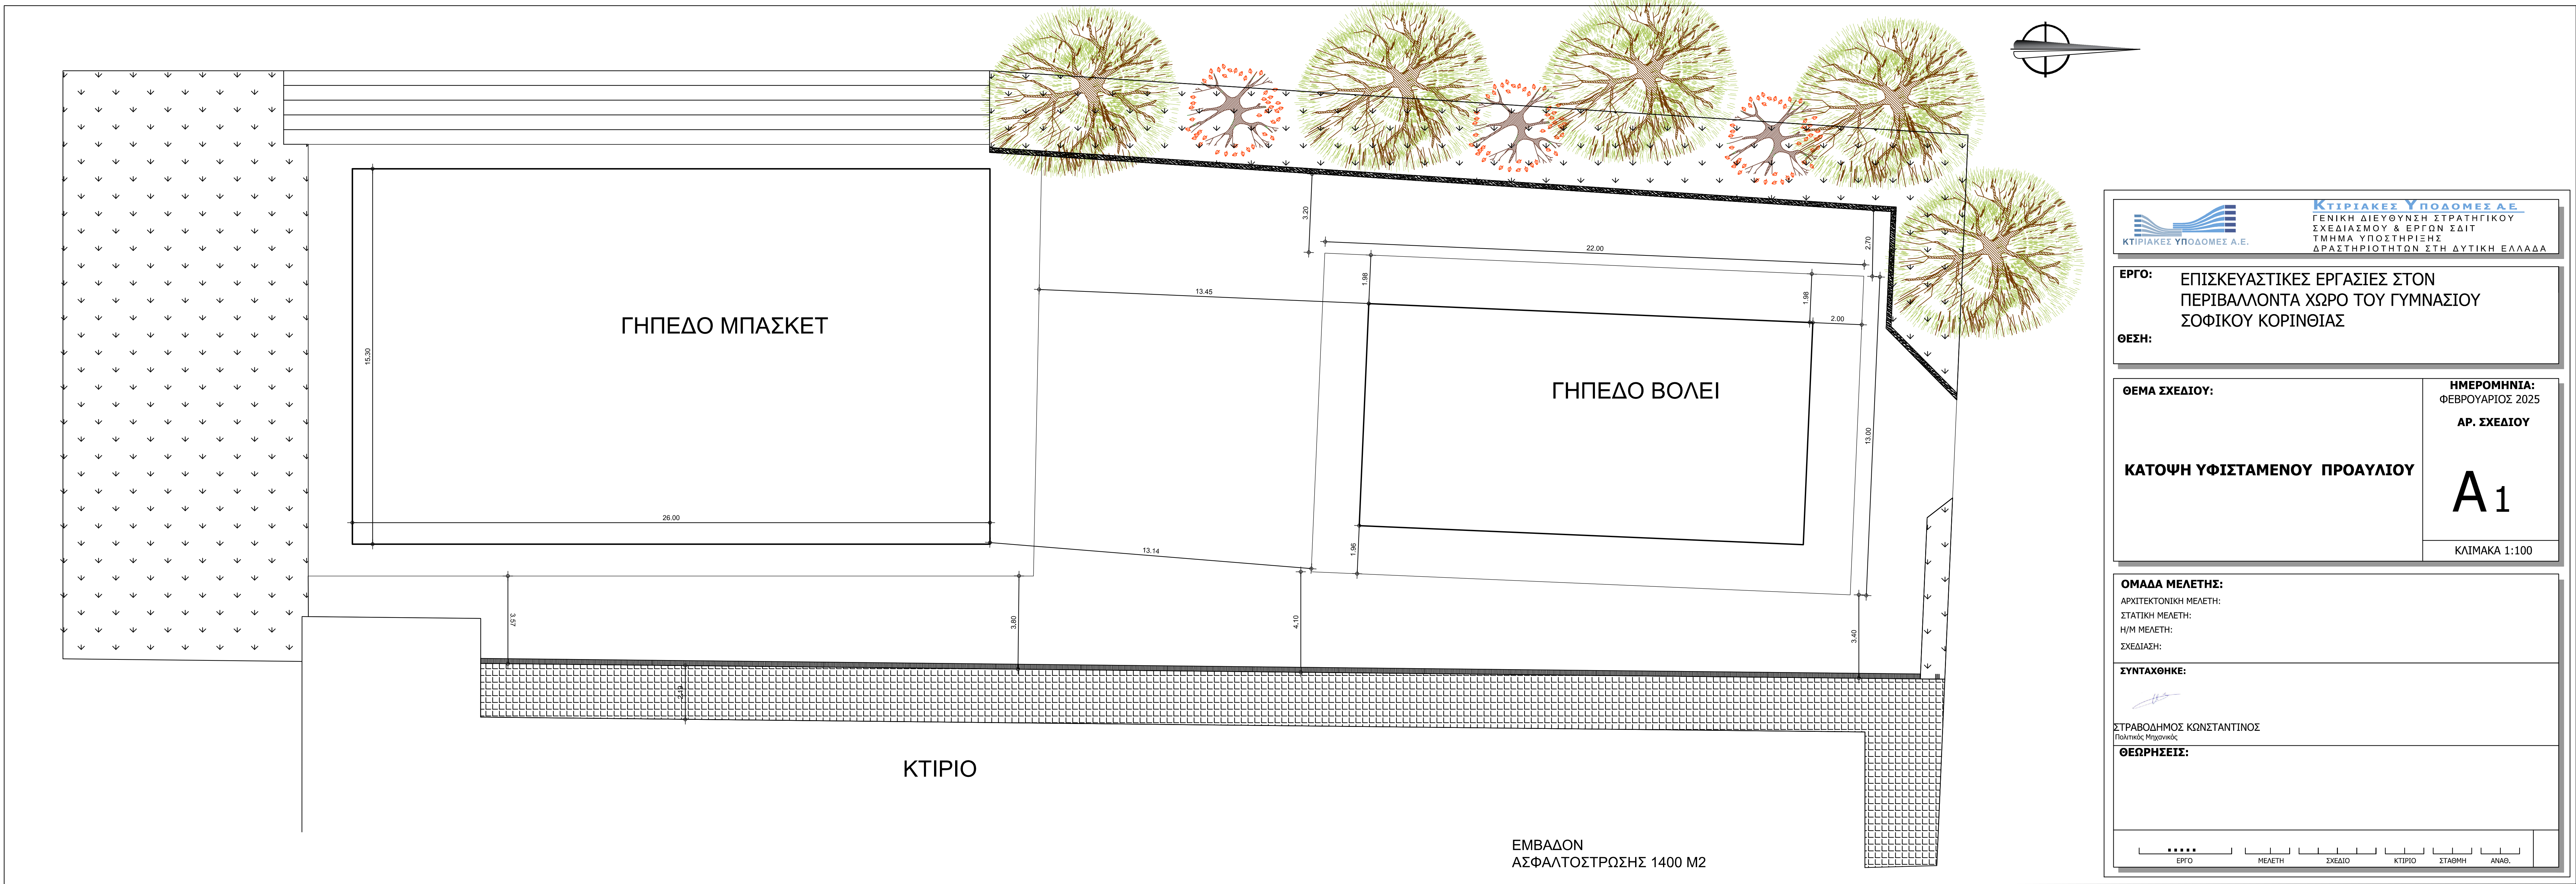 ΓΗΠΕΔΟ ΜΠΑΣΚΕΤ
15.30
26.00
3.20
22.00
2.70
1.98
1.98
13.45
2.00
ΓΗΠΕΔΟ ΒΟΛΕΙ
13.00
13.14
1.96
3.57
3.80
4.10
3.40
2.13
ΚΤΙΡΙΟ
ΕΜΒΑΔΟΝ
ΑΣΦΑΛΤΟΣΤΡΩΣΗΣ 1400 Μ2
ΚΤΙΡΙΑΚΕΣ ΥΠΟΔΟΜΕΣ Α.Ε.
ΚΤΙΡΙΑΚΕΣ ΥΠΟΔΟΜΕΣ Α.Ε.
ΓΕΝΙΚΗ ΔΙΕΥΘΥΝΣΗ ΣΤΡΑΤΗΓΙΚΟΥ
ΣΧΕΔΙΑΣΜΟΥ & ΕΡΓΩΝ ΣΔΙΤ
ΤΜΗΜΑ ΥΠΟΣΤΗΡΙΞΗΣ
ΔΡΑΣΤΗΡΙΟΤΗΤΩΝ ΣΤΗ ΔΥΤΙΚΗ ΕΛΛΑΔΑ
ΕΡΓΟ:
ΕΠΙΣΚΕΥΑΣΤΙΚΕΣ ΕΡΓΑΣΙΕΣ ΣΤΟΝ
ΠΕΡΙΒΑΛΛΟΝΤΑ ΧΩΡΟ ΤΟΥ ΓΥΜΝΑΣΙΟΥ
ΣΟΦΙΚΟΥ ΚΟΡΙΝΘΙΑΣ
ΘΕΣΗ:
ΘΕΜΑ ΣΧΕΔΙΟΥ:
ΚΑΤΟΨΗ ΥΦΙΣΤΑΜΕΝΟΥ ΠΡΟΑΥΛΙΟΥ
ΗΜΕΡΟΜΗΝΙΑ:
ΦΕΒΡΟΥΑΡΙΟΣ 2025
ΑΡ. ΣΧΕΔΙΟΥ
Α 1
ΚΛΙΜΑΚΑ 1:100
ΟΜΑΔΑ ΜΕΛΕΤΗΣ:
ΑΡΧΙΤΕΚΤΟΝΙΚΗ ΜΕΛΕΤΗ:
ΣΤΑΤΙΚΗ ΜΕΛΕΤΗ:
Η/Μ ΜΕΛΕΤΗ:
ΣΧΕΔΙΑΣΗ:
ΣΥΝΤΑΧΘΗΚΕ:
ΣΤΡΑΒΟΔΗΜΟΣ ΚΩΝΣΤΑΝΤΙΝΟΣ
Πολιτικός Μηχανικός
ΘΕΩΡΗΣΕΙΣ:
.....
ΕΡΓΟ ΜΕΛΕΤΗ ΣΧΕΔΙΟ ΚΤΙΡΙΟ ΣΤΑΘΜΗ ΑΝΑΘ.